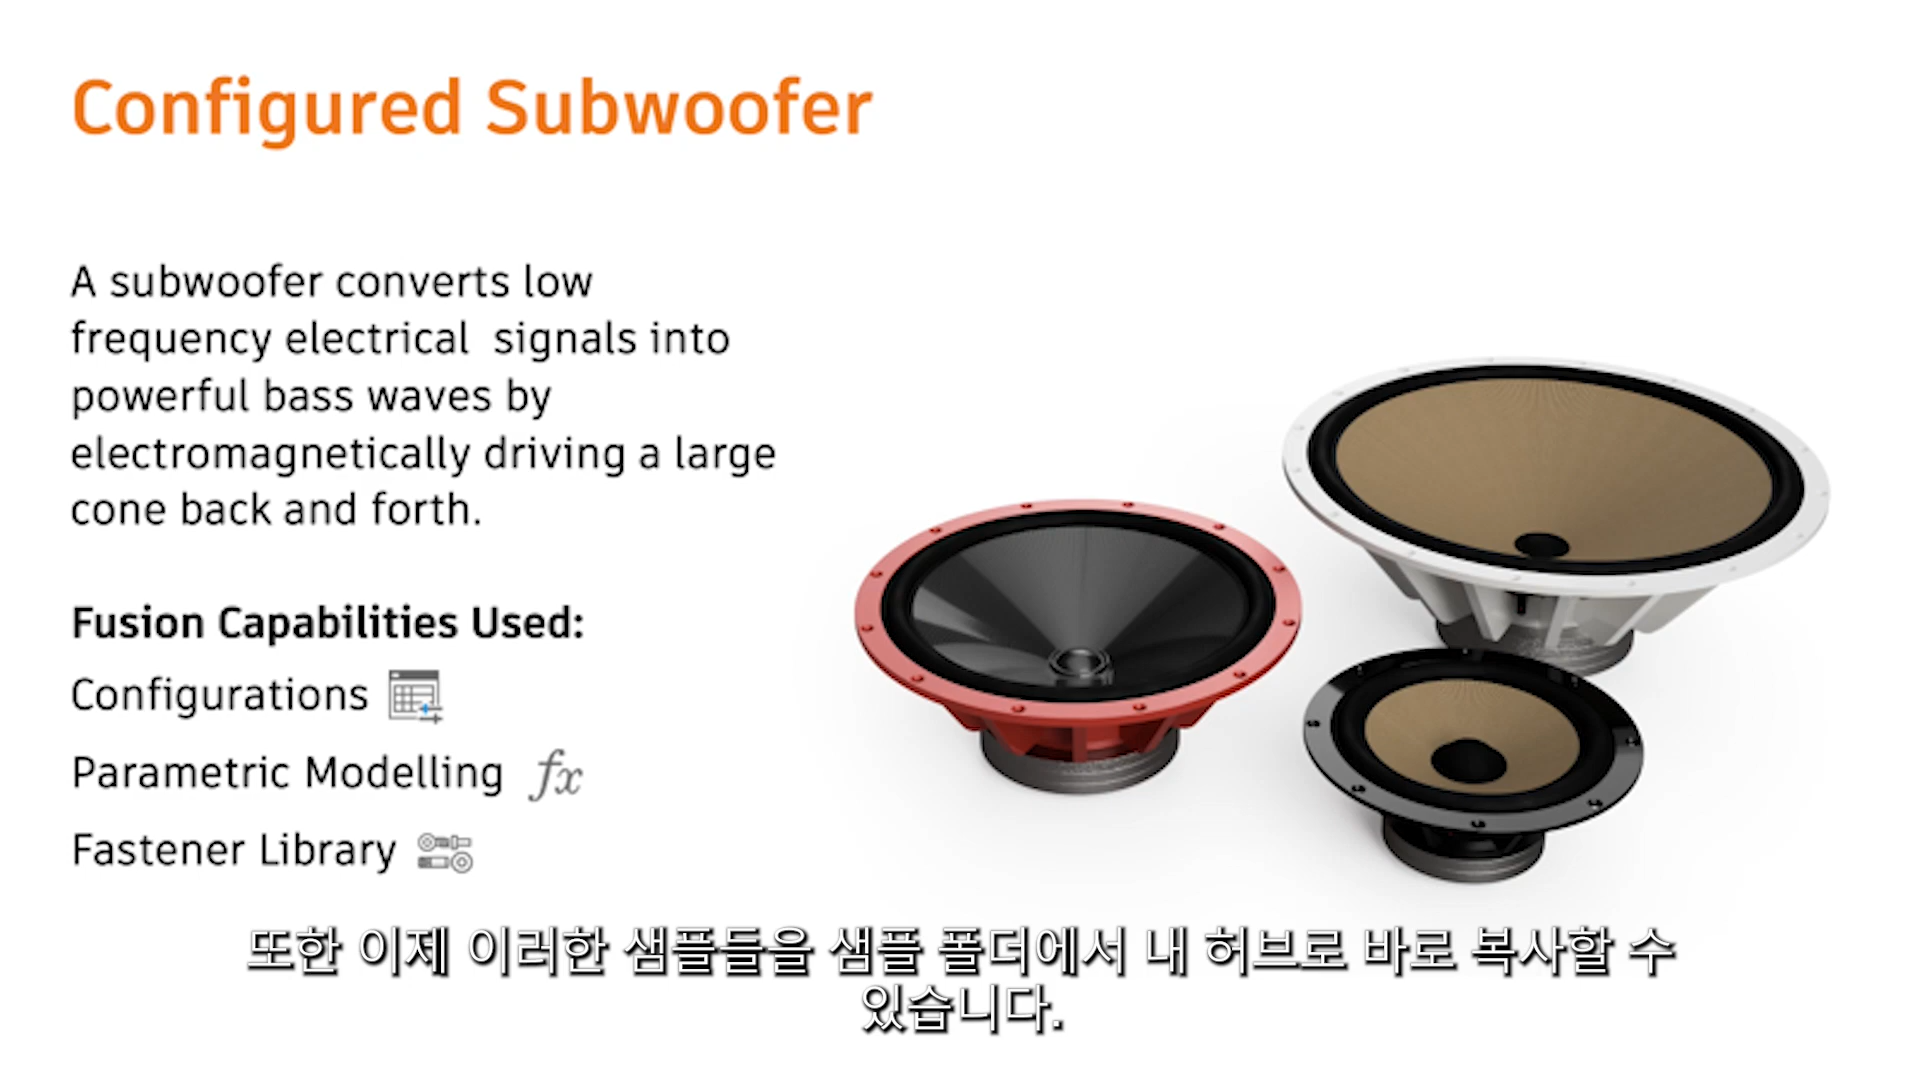 Configured Subwoofer
A subwoofer converts low
frequency electrical signals into
powerful bass waves by
electromagnetically driving a large
cone back and forth.
Fusion Capabilities Used:
Configurations
Parametric Modelling fx
Fastener Library
또한 이제 이러한 샘플들을 샘플 폴더에서 내 허브로 바로 복사할 수
있습니다.